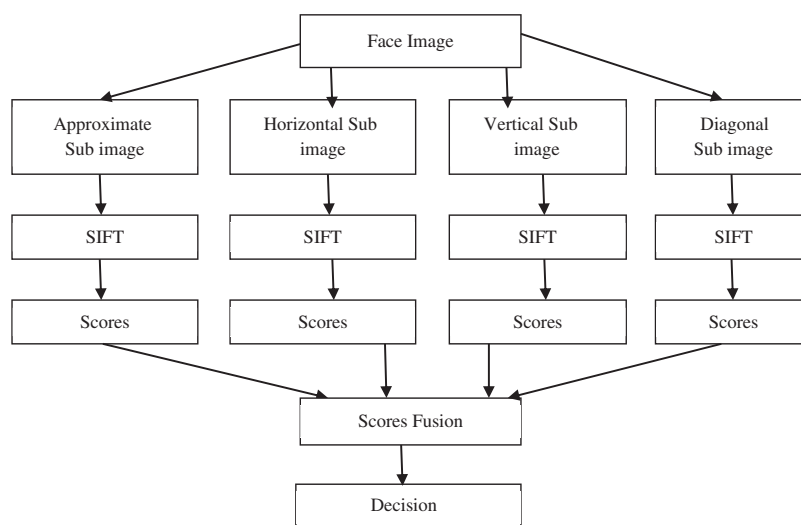 Face Image
Approximate
Sub image
Horizontal Sub
image
Vertical Sub
image
Diagonal
Sub image
SIFT
SIFT
SIFT
SIFT
Scores
Scores
Scores
Scores
Scores Fusion
Decision